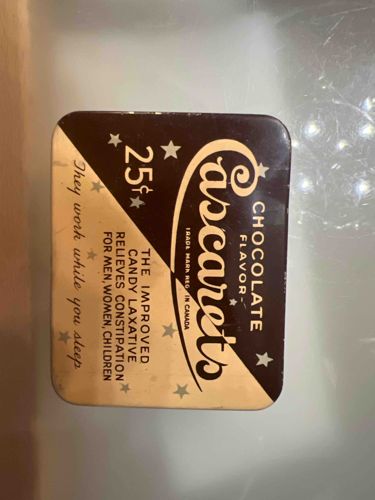 CHOCOLATE
FLAVOR-
Cascarets
TRADE MARK REG. IN CANADA
25¢
THE IMPROVED
CANDY LAXATIVE
RELIEVES CONSTIPATION
FOR MEN, WOMEN, CHILDREN
They work while you sleep